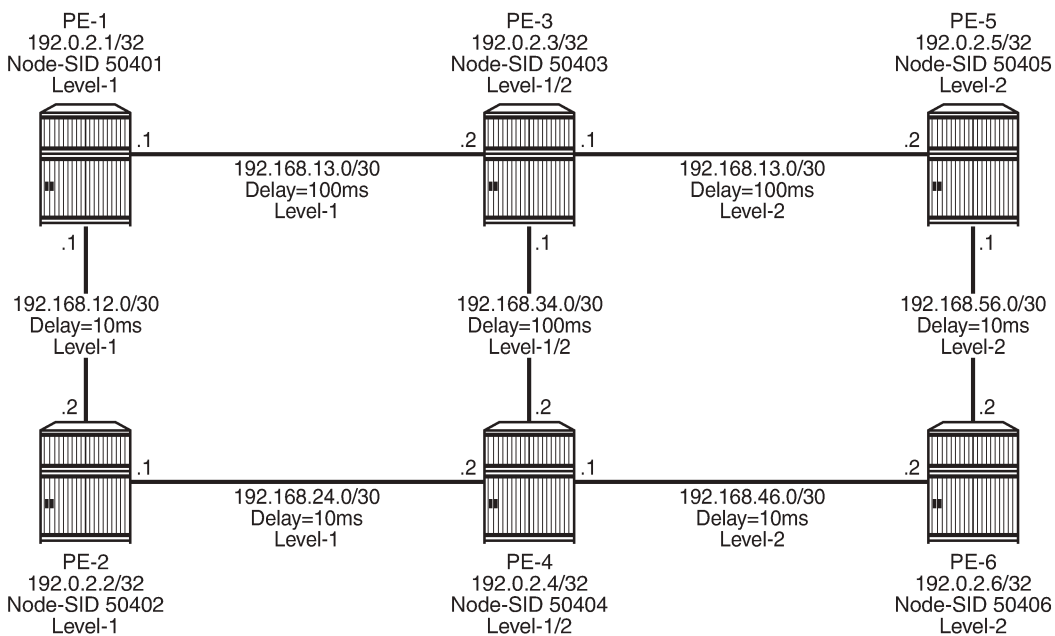 PE-1
192.0.2.1/32
Node-SID 50401
Level-1
PE-3
192.0.2.3/32
Node-SID 50403
Level-1/2
PE-5
192.0.2.5/32
Node-SID 50405
Level-2
.1
.2
.1
.2
192.168.13.0/30
Delay=100ms
Level-1
192.168.13.0/30
Delay=100ms
Level-2
.1
.1
.1
192.168.12.0/30
Delay=10ms
Level-1
192.168.34.0/30
Delay=100ms
Level-1/2
192.168.56.0/30
Delay=10ms
Level-2
.2
.2
.2
.1
.2
.1
.2
192.168.24.0/30
Delay=10ms
Level-1
192.168.46.0/30
Delay=10ms
Level-2
PE-2
192.0.2.2/32
Node-SID 50402
Level-1
PE-4
192.0.2.4/32
Node-SID 50404
Level-1/2
PE-6
192.0.2.6/32
Node-SID 50406
Level-2